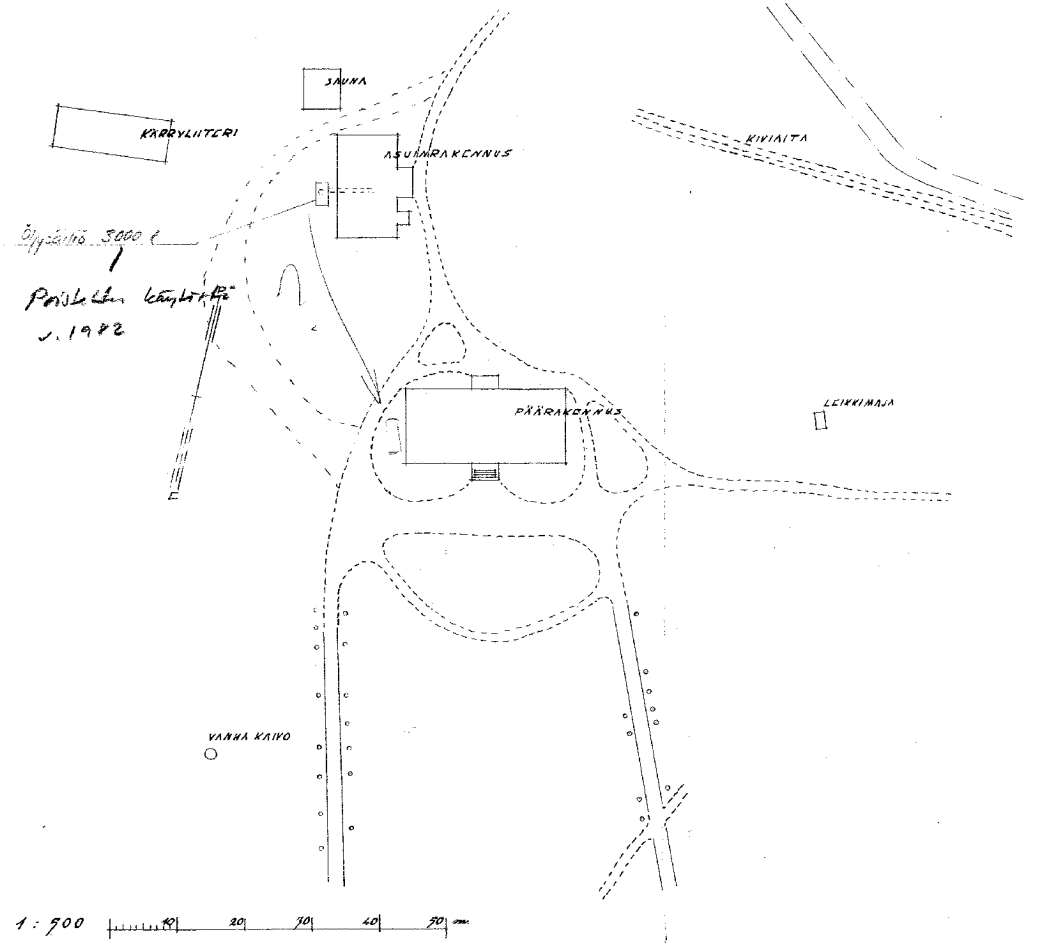 SAUNA
KÄRRYLIITERI
ASUINRAKENNUS
KIVIAITA
Öljysäiliö 3000 l
Poistettu käytöstä
v. 1982
PÄÄRAKENNUS
LEIKKIMAJA
VANHA KAIVO
1:500 10 20 30 40 50 m